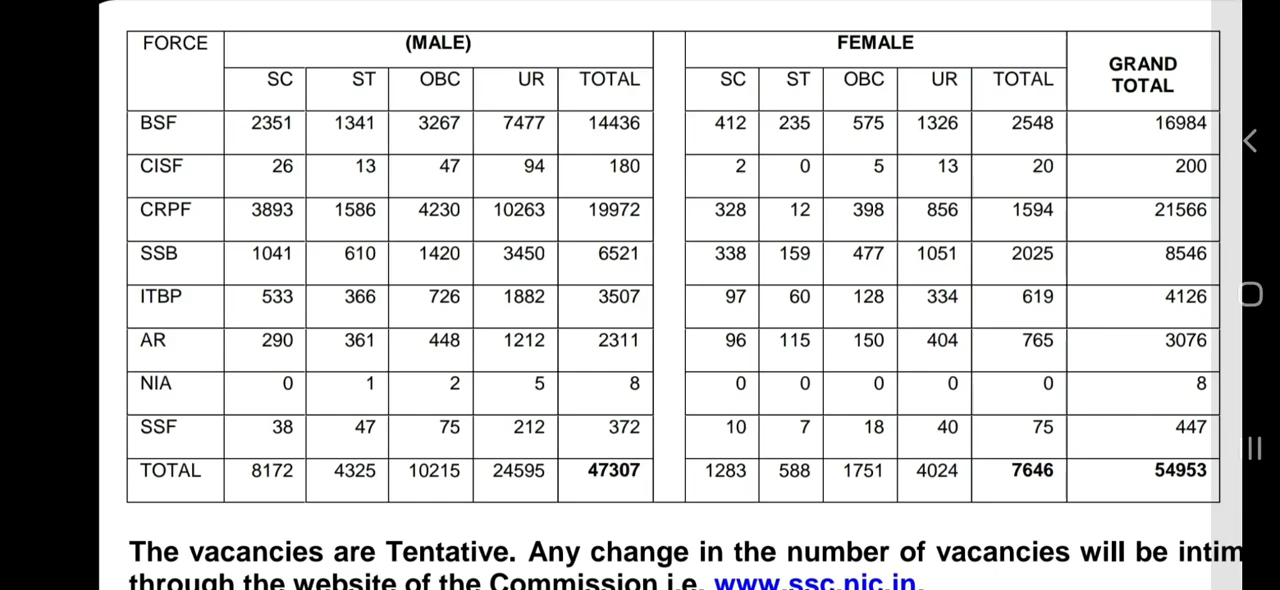 FORCE (MALE) FEMALE GRAND TOTAL
SC ST OBC UR TOTAL SC ST OBC UR TOTAL
BSF 2351 1341 3267 7477 14436 412 235 575 1326 2548 16984
CISF 26 13 47 94 180 2 0 5 13 20 200
CRPF 3893 1586 4230 10263 19972 328 12 398 856 1594 21566
SSB 1041 610 1420 3450 6521 338 159 477 1051 2025 8546
ITBP 533 366 726 1882 3507 97 60 128 334 619 4126
AR 290 361 448 1212 2311 96 115 150 404 765 3076
NIA 0 1 2 5 8 0 0 0 0 0 8
SSF 38 47 75 212 372 10 7 18 40 75 447
TOTAL 8172 4325 10215 24595 47307 1283 588 1751 4024 7646 54953
The vacancies are Tentative. Any change in the number of vacancies will be intim
through the website of the Commission i.e. www.ssc.nic.in.